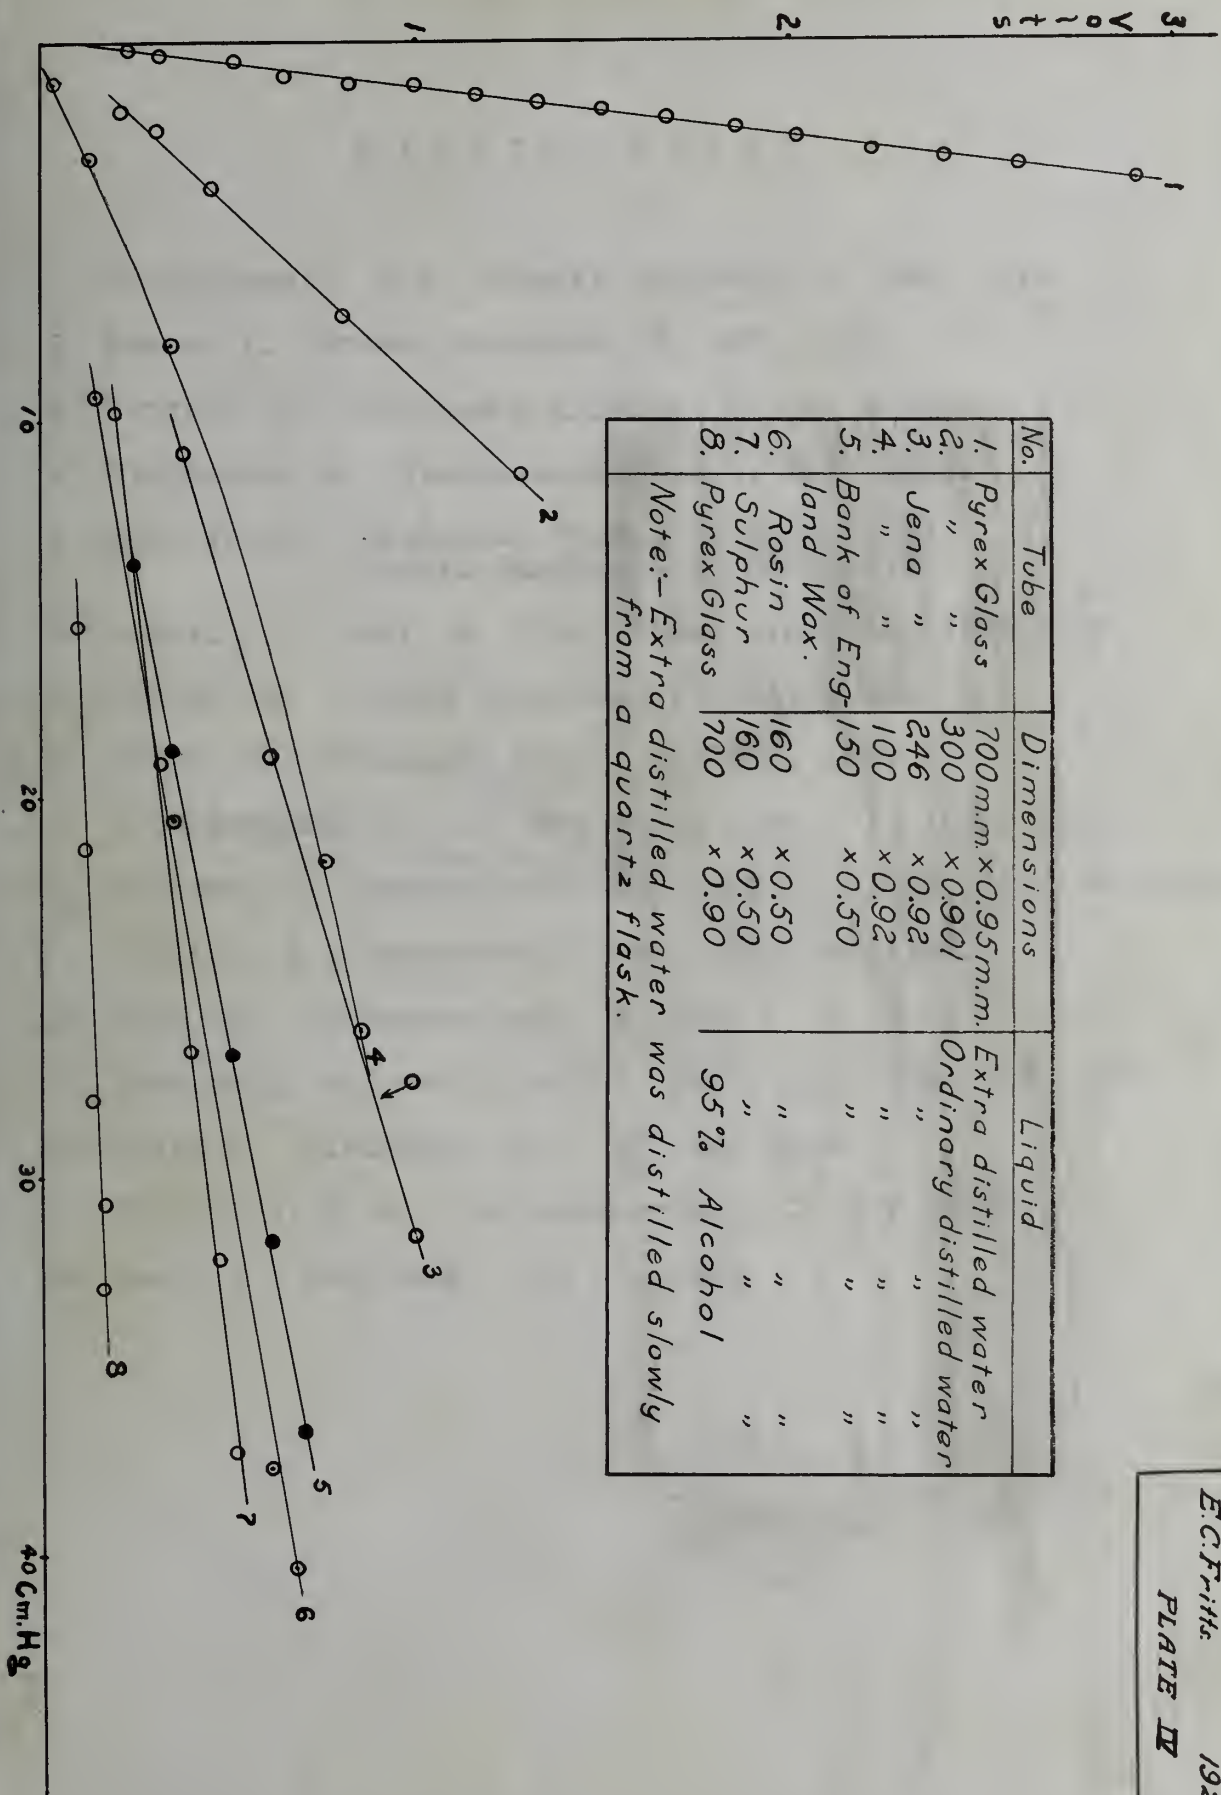 E.C.Fritts. 192
PLATE IV
Volts
3
2
1
No. Tube Dimensions Liquid
1. Pyrex Glass 700m.m.×0.95m.m. Extra distilled water
2. " " 300 ×0.901 Ordinary distilled water
3. Jena " 246 ×0.92 " " "
4. " " 100 ×0.92 " " "
5. Bank of Eng- 150 ×0.50 " " "
land Wax.
6. Rosin 160 ×0.50 " " "
7. Sulphur 160 ×0.50 " " "
8. Pyrex Glass 700 ×0.90 95% Alcohol
Note:- Extra distilled water was distilled slowly
from a quartz flask.
1
2
4
3
5
6
7
8
10
20
30
40 Cm.Hg